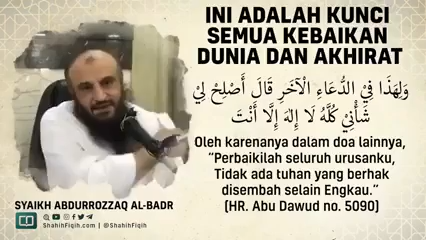 INI ADALAH KUNCI
SEMUA KEBAIKAN
DUNIA DAN AKHIRAT
وَلِهَذَا فِيْ الدُّعَاءِ الْآخَرِ قَالَ أَصْلِحْ لِيْ
شَأْنِيْ كُلَّهُ لَا إِلٰهَ إِلَّا أَنْتَ
Oleh karenanya dalam doa lainnya,
“Perbaikilah seluruh urusanku,
Tidak ada tuhan yang berhak
disembah selain Engkau.”
(HR. Abu Dawud no. 5090)
SYAIKH ABDURROZZAQ AL-BADR
ShahihFiqih.com | @ShahihFiqih